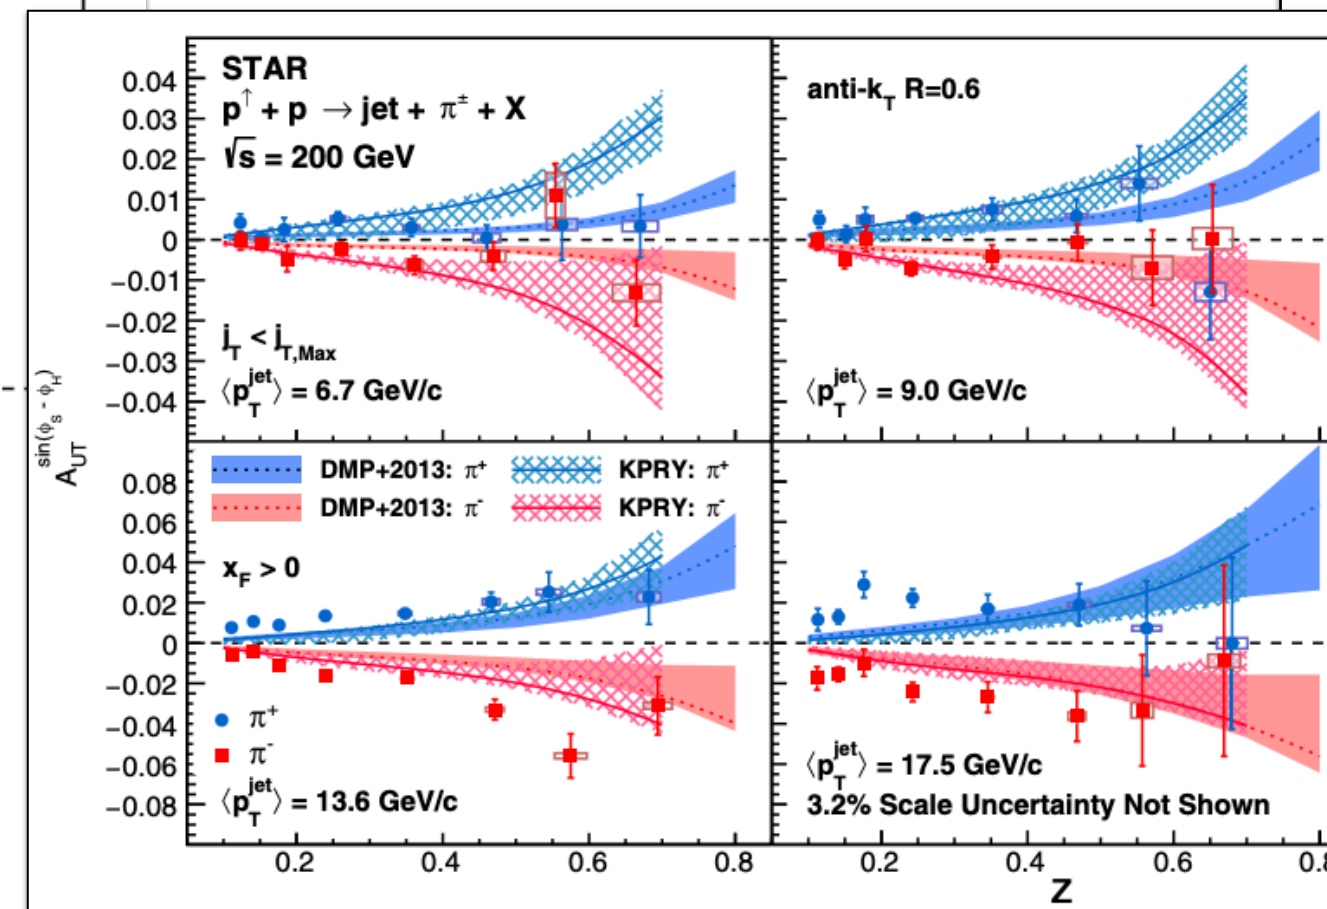 STAR
p↑ + p → jet + π± + X
√s = 200 GeV
anti-kT R=0.6
0.04
0.03
0.02
0.01
0
−0.01
−0.02
−0.03
−0.04
jT < jT,Max
⟨pTjet⟩ = 6.7 GeV/c
⟨pTjet⟩ = 9.0 GeV/c
AUT sin(ϕS - ϕH)
DMP+2013: π+
KPRY: π+
DMP+2013: π-
KPRY: π-
0.08
0.06
0.04
0.02
0
−0.02
−0.04
−0.06
−0.08
xF > 0
π+
π-
⟨pTjet⟩ = 13.6 GeV/c
⟨pTjet⟩ = 17.5 GeV/c
3.2% Scale Uncertainty Not Shown
0.2 0.4 0.6 0.8 0.2 0.4 0.6
Z